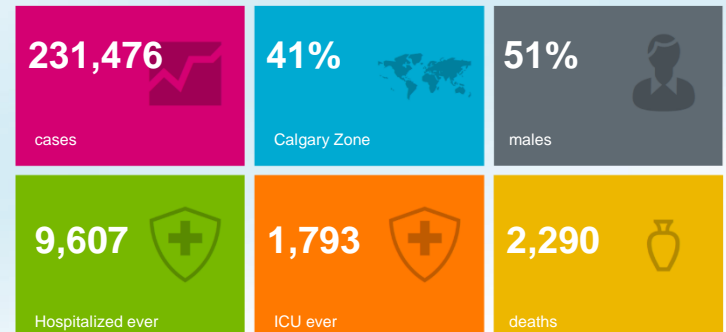 231,476
41%
51%
cases
Calgary Zone
males
9,607
1,793
2,290
Hospitalized ever
ICU ever
deaths